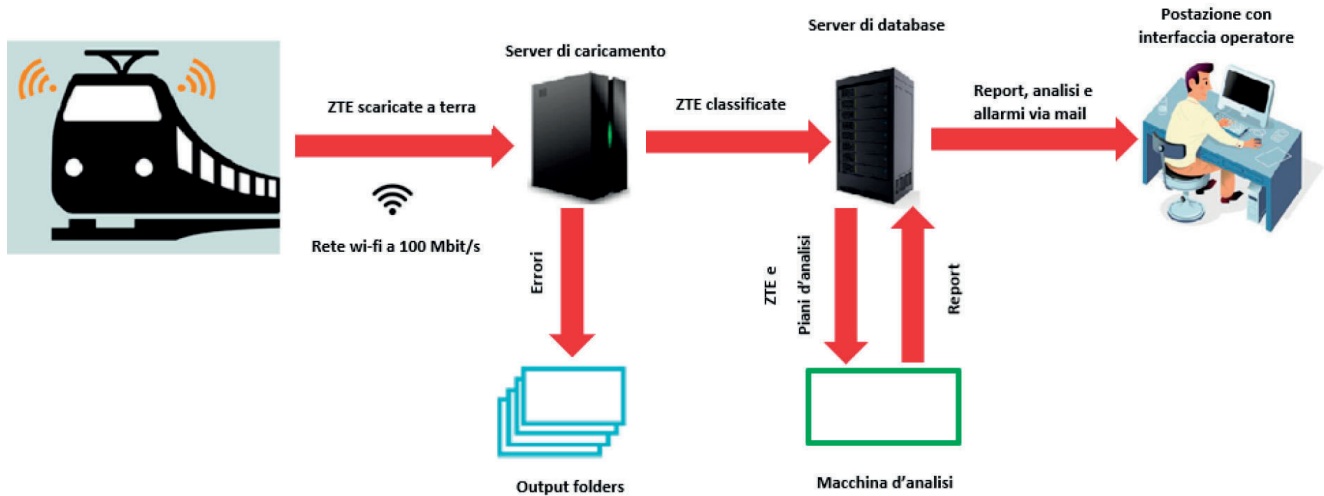 Postazione con
interfaccia operatore
Server di database
Server di caricamento
ZTE scaricate a terra
ZTE classificate
Report, analisi e
allarmi via mail
Rete wi-fi a 100 Mbit/s
Errori
ZTE e
Piani d'analisi
Report
Output folders
Macchina d'analisi